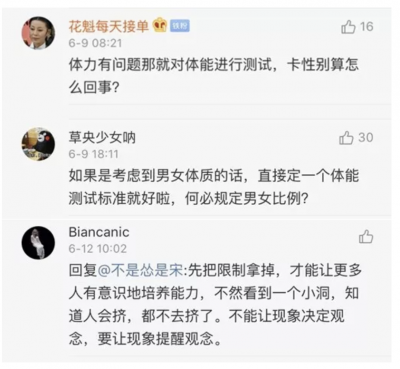 花魁每天接单 铁粉
16
6-9 08:21
体力有问题那就对体能进行测试，卡性别算怎
么回事？
草央少女呐
30
6-9 18:11
如果是考虑到男女体质的话，直接定一个体能
测试标准就好啦，何必规定男女比例？
Biancanic
6-12 10:02
回复@不是怂是宋:先把限制拿掉，才能让更多
人有意识地培养能力，不然看到一个小洞，知
道人会挤，都不去挤了。不能让现象决定观
念，要让现象提醒观念。